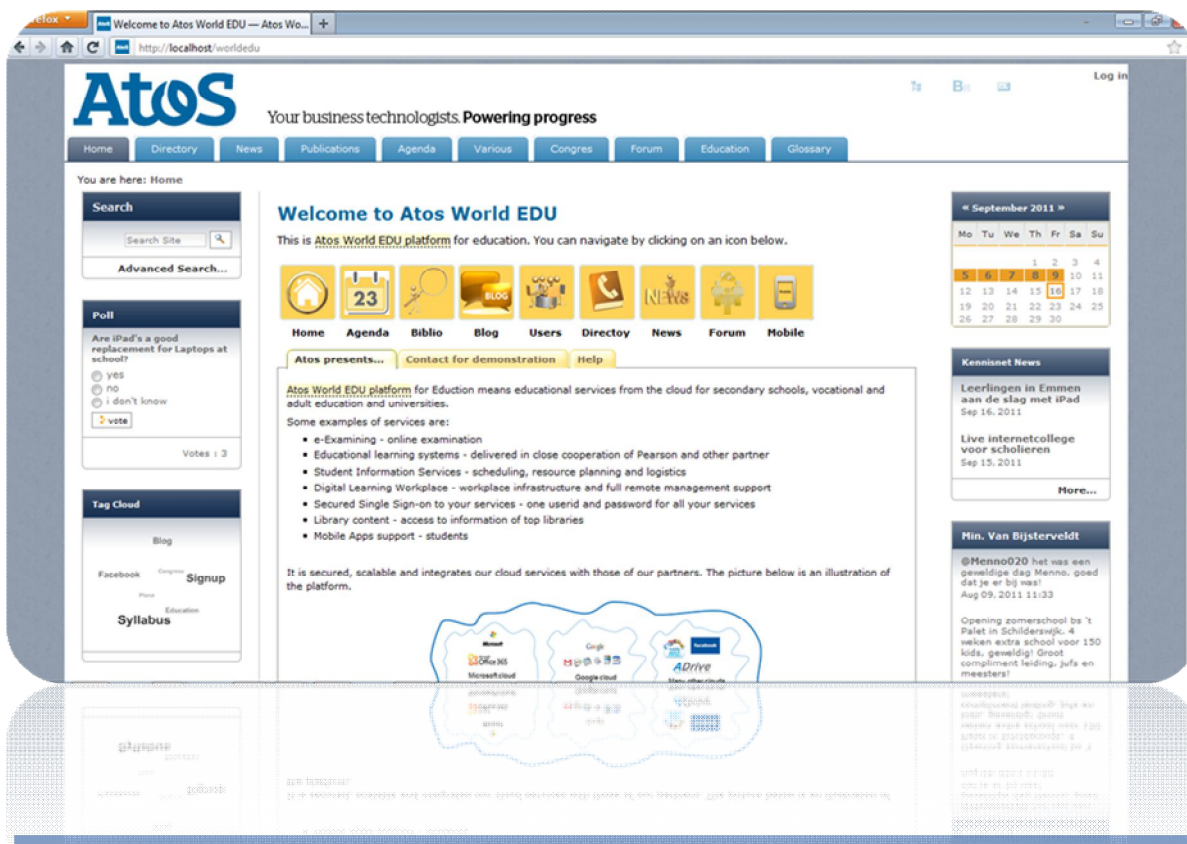 Welcome to Atos World EDU — Atos Wo...
http://localhost/worldedu
Log in
Atos
Your business technologists. Powering progress
Home Directory News Publications Agenda Various Congres Forum Education Glossary
You are here: Home
Search
Search Site
Advanced Search...
Poll
Are iPad's a good
replacement for Laptops at
school?
yes
no
i don't know
vote
Votes : 3
Tag Cloud
Blog
Facebook Congress Signup
Place
Education
Syllabus
Welcome to Atos World EDU
This is Atos World EDU platform for education. You can navigate by clicking on an icon below.
23
BLOG
NEWS
Home Agenda Biblio Blog Users Directoy News Forum Mobile
Atos presents... Contact for demonstration Help
Atos World EDU platform for Eduction means educational services from the cloud for secondary schools, vocational and
adult education and universities.
Some examples of services are:
e-Examining - online examination
Educational learning systems - delivered in close cooperation of Pearson and other partner
Student Information Services - scheduling, resource planning and logistics
Digital Learning Workplace - workplace infrastructure and full remote management support
Secured Single Sign-on to your services - one userid and password for all your services
Library content - access to information of top libraries
Mobile Apps support - students
It is secured, scalable and integrates our cloud services with those of our partners. The picture below is an illustration of
the platform.
Microsoft
Office 365
Microsoft cloud
Google
Google cloud
facebook
ADrive
Many other clouds
« September 2011 »
Mo Tu We Th Fr Sa Su
1 2 3 4
5 6 7 8 9 10 11
12 13 14 15 16 17 18
19 20 21 22 23 24 25
26 27 28 29 30
Kennisnet News
Leerlingen in Emmen
aan de slag met iPad
Sep 16, 2011
Live internetcollege
voor scholieren
Sep 15, 2011
More...
Min. Van Bijsterveldt
@Menno020 het was een
geweldige dag Menno. goed
dat je er bij was!
Aug 09, 2011 11:33
Opening zomerschool bs 't
Palet in Schilderswijk. 4
weken extra school voor 150
kids, geweldig! Groot
compliment leiding, jufs en
meesters!